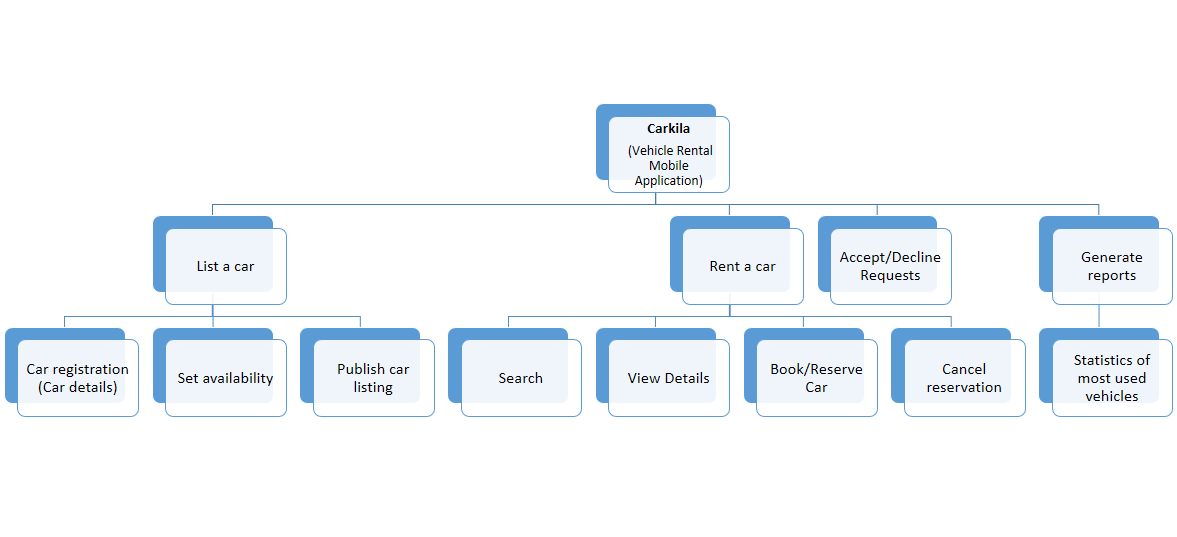 Carkila
(Vehicle Rental
Mobile
Application)
List a car
Rent a car
Accept/Decline
Requests
Generate
reports
Car registration
(Car details)
Set availability
Publish car
listing
Search
View Details
Book/Reserve
Car
Cancel
reservation
Statistics of
most used
vehicles